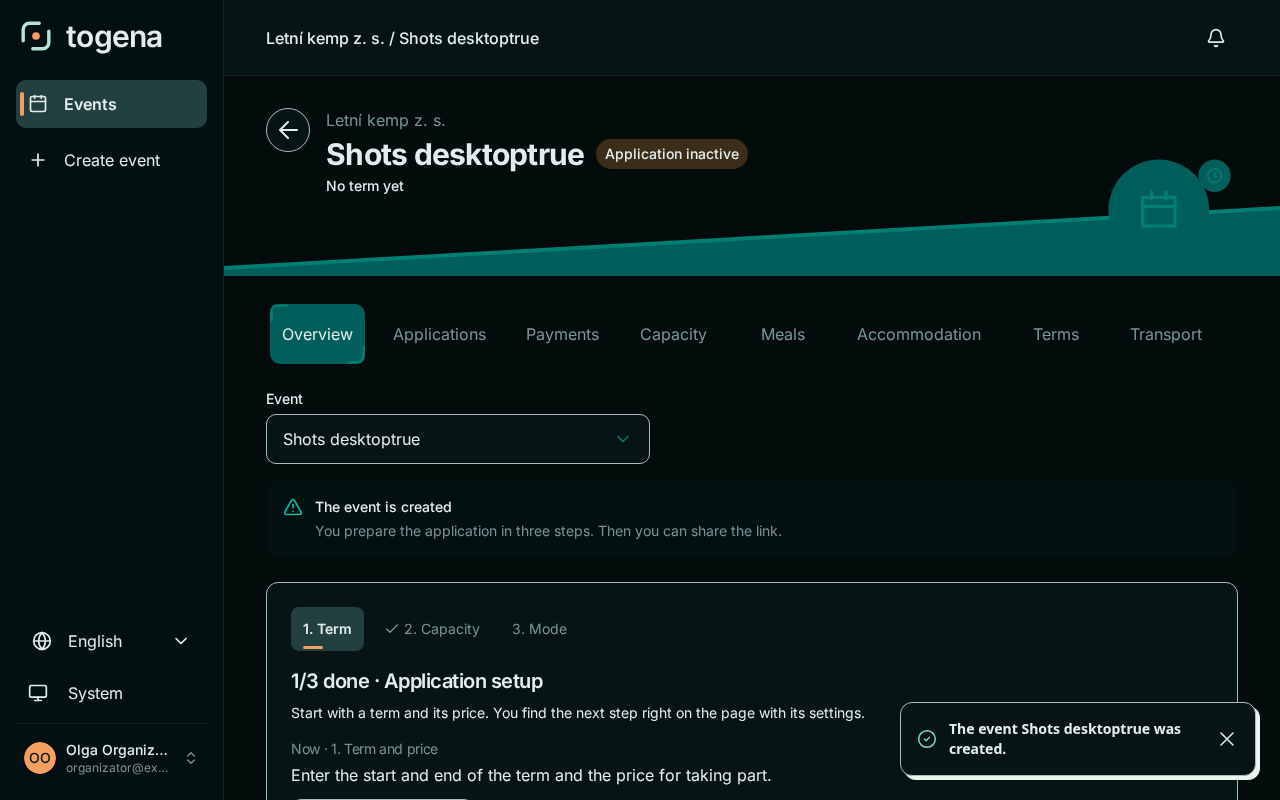 togena
Letní kemp z. s. / Shots desktoptrue
Events
Create event
Letní kemp z. s.
Shots desktoptrue
Application inactive
No term yet
Overview
Applications
Payments
Capacity
Meals
Accommodation
Terms
Transport
Event
Shots desktoptrue
The event is created
You prepare the application in three steps. Then you can share the link.
1. Term
2. Capacity
3. Mode
1/3 done · Application setup
Start with a term and its price. You find the next step right on the page with its settings.
Now · 1. Term and price
Enter the start and end of the term and the price for taking part.
English
System
OO
Olga Organiz...
organizator@ex...
The event Shots desktoptrue was
created.